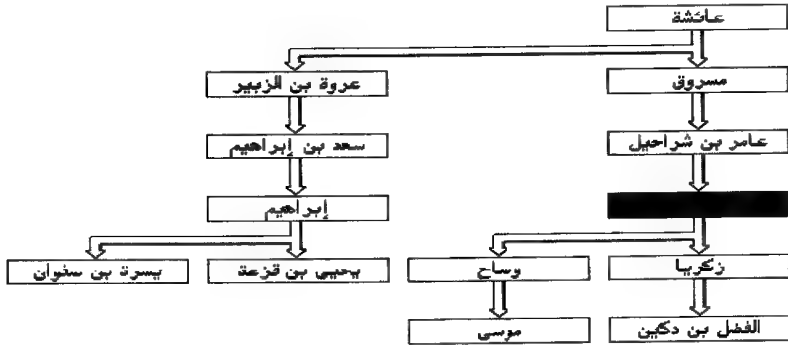 عائشة
مسروق
عروة بن الزبير
عامر بن شراحيل
سعد بن إبراهيم
إبراهيم
زكريا
وضاح
يحيى بن قزعة
يسرة بن صفوان
الفضل بن دكين
موسى